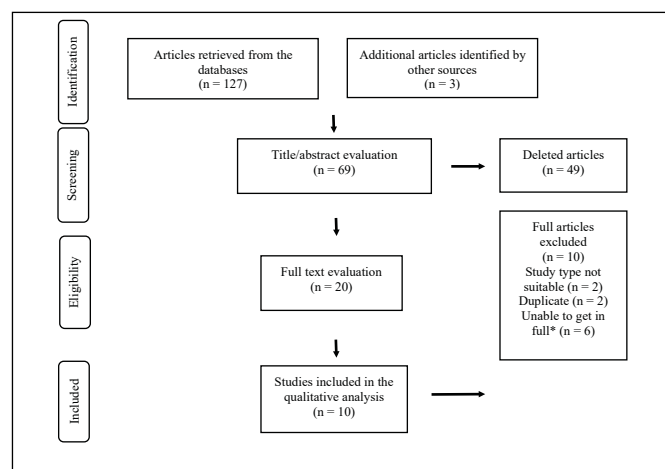 Identification
Articles retrieved from the
databases
(n = 127)
Additional articles identified by
other sources
(n = 3)
Screening
Title/abstract evaluation
(n = 69)
Deleted articles
(n = 49)
Eligibility
Full text evaluation
(n = 20)
Full articles
excluded
(n = 10)
Study type not
suitable (n = 2)
Duplicate (n = 2)
Unable to get in
full* (n = 6)
Included
Studies included in the
qualitative analysis
(n = 10)